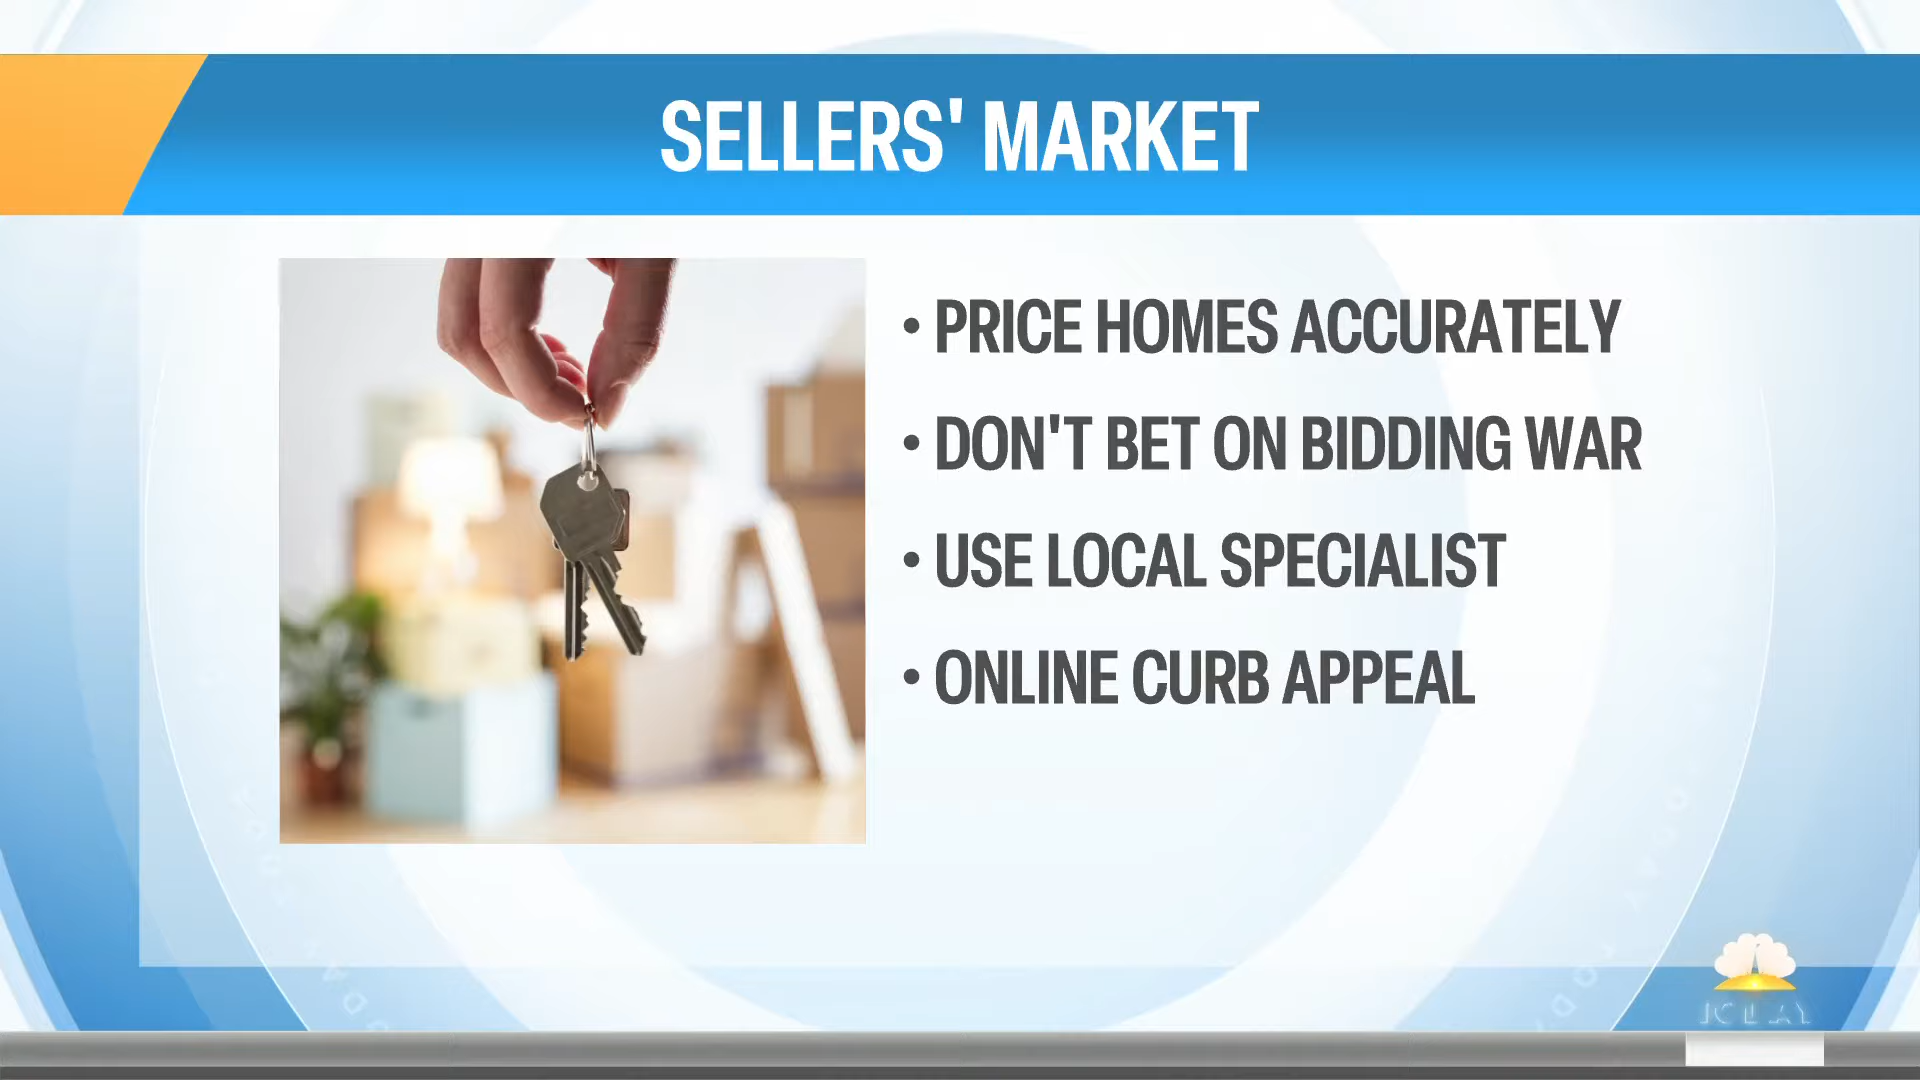 SELLERS' MARKET
• PRICE HOMES ACCURATELY
• DON'T BET ON BIDDING WAR
• USE LOCAL SPECIALIST
• ONLINE CURB APPEAL